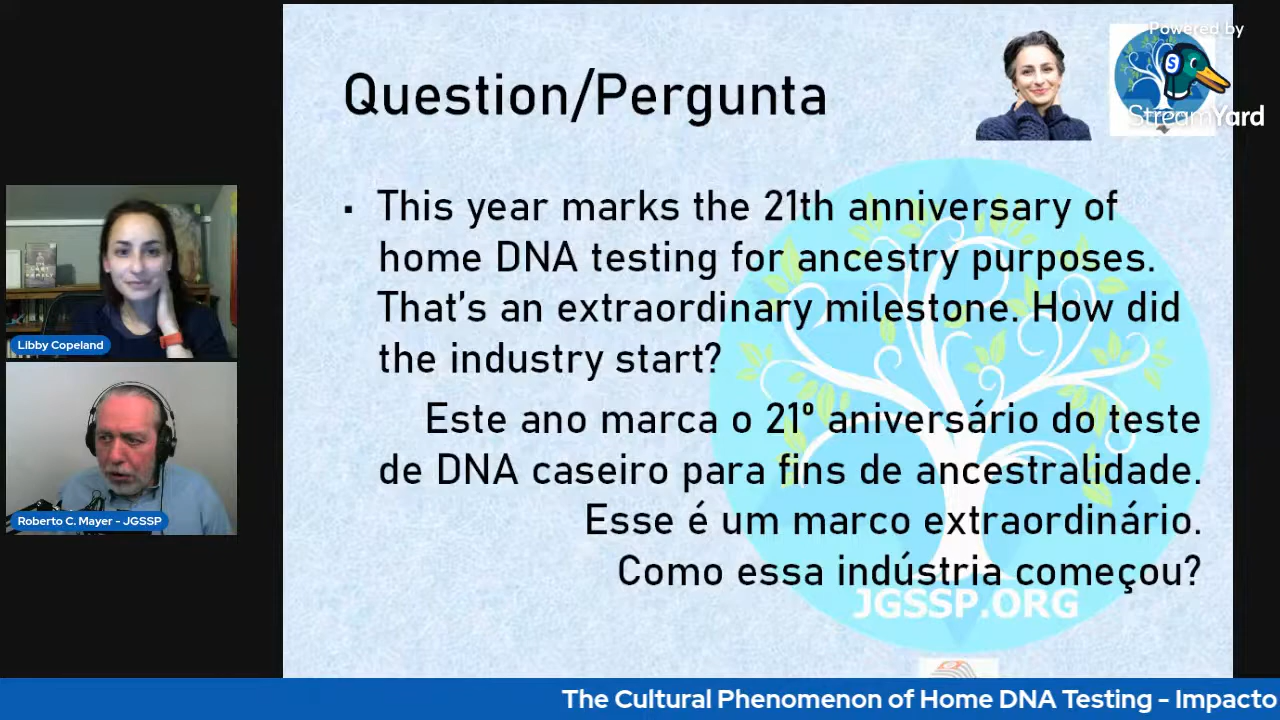 Question/Pergunta
Powered by
StreamYard
▪ This year marks the 21th anniversary of
home DNA testing for ancestry purposes.
That's an extraordinary milestone. How did
the industry start?
Este ano marca o 21º aniversário do teste
de DNA caseiro para fins de ancestralidade.
Esse é um marco extraordinário.
Como essa indústria começou?
JGSSP.ORG
Libby Copeland
Roberto C. Mayer - JGSSP
The Cultural Phenomenon of Home DNA Testing - Impacto